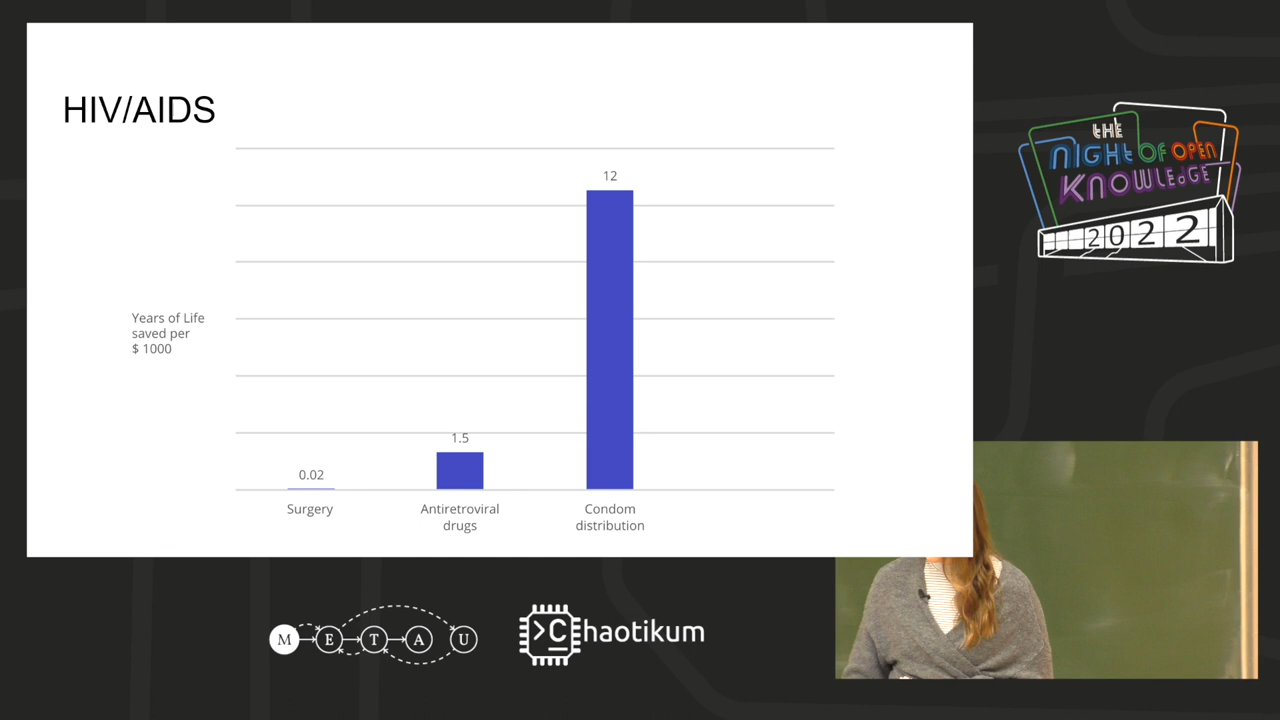 HIV/AIDS
12
Years of Life
saved per
$ 1000
1.5
0.02
Surgery
Antiretroviral
drugs
Condom
distribution
THE
NIGHT OF OPEN
KNOWLEDGE
2022
M E T A U
>C haotikum